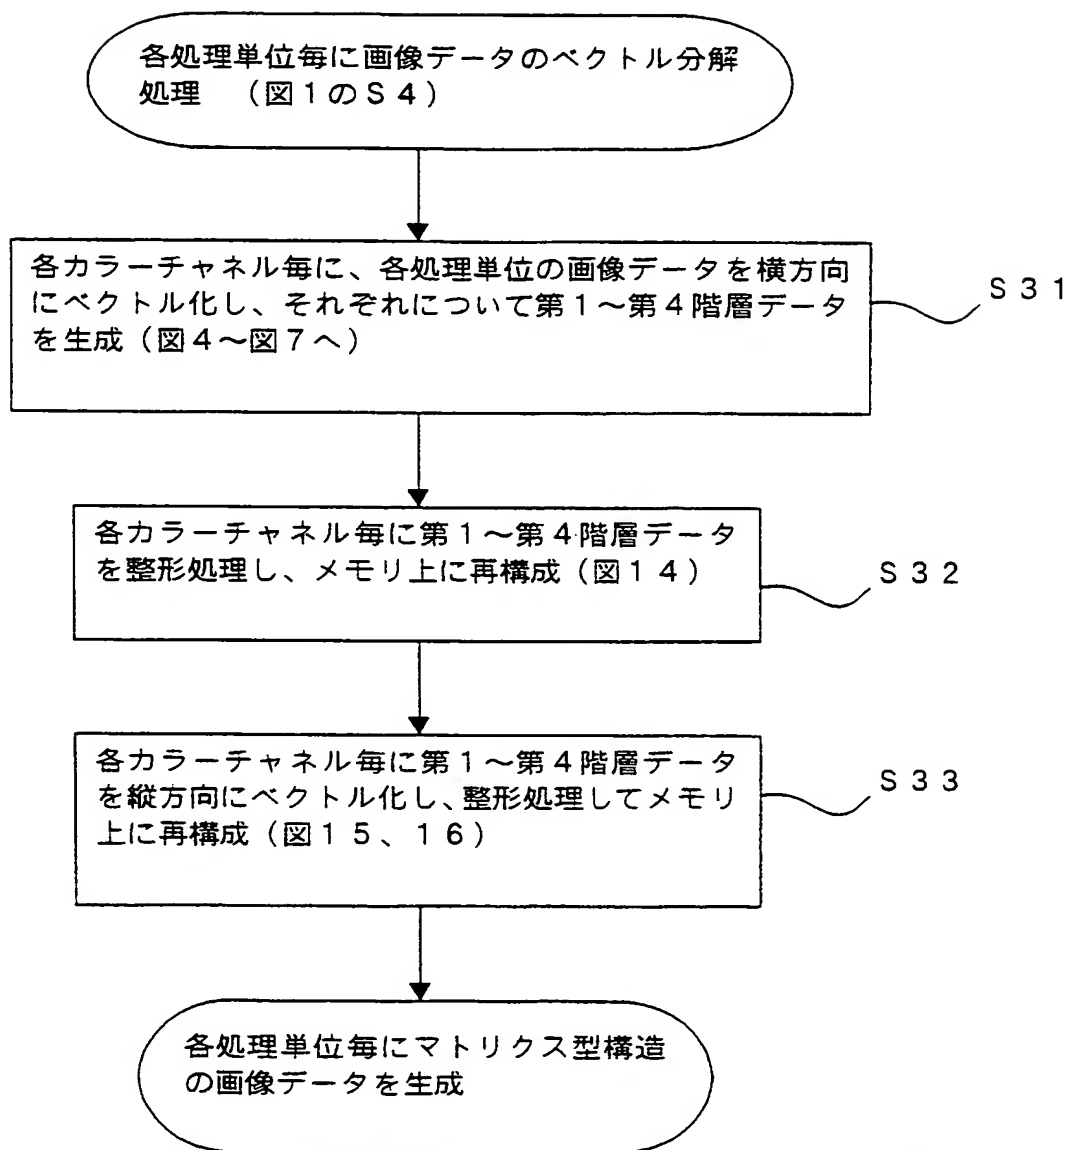 各処理単位毎に画像データのベクトル分解
処理 (図1のS4)
各カラーチャネル毎に、各処理単位の画像データを横方向
にベクトル化し、それぞれについて第1～第4階層データ
を生成(図4～図7へ)
S31
各カラーチャネル毎に第1～第4階層データ
を整形処理し、メモリ上に再構成(図14)
S32
各カラーチャネル毎に第1～第4階層データ
を縦方向にベクトル化し、整形処理してメモリ
上に再構成(図15、16)
S33
各処理単位毎にマトリクス型構造
の画像データを生成